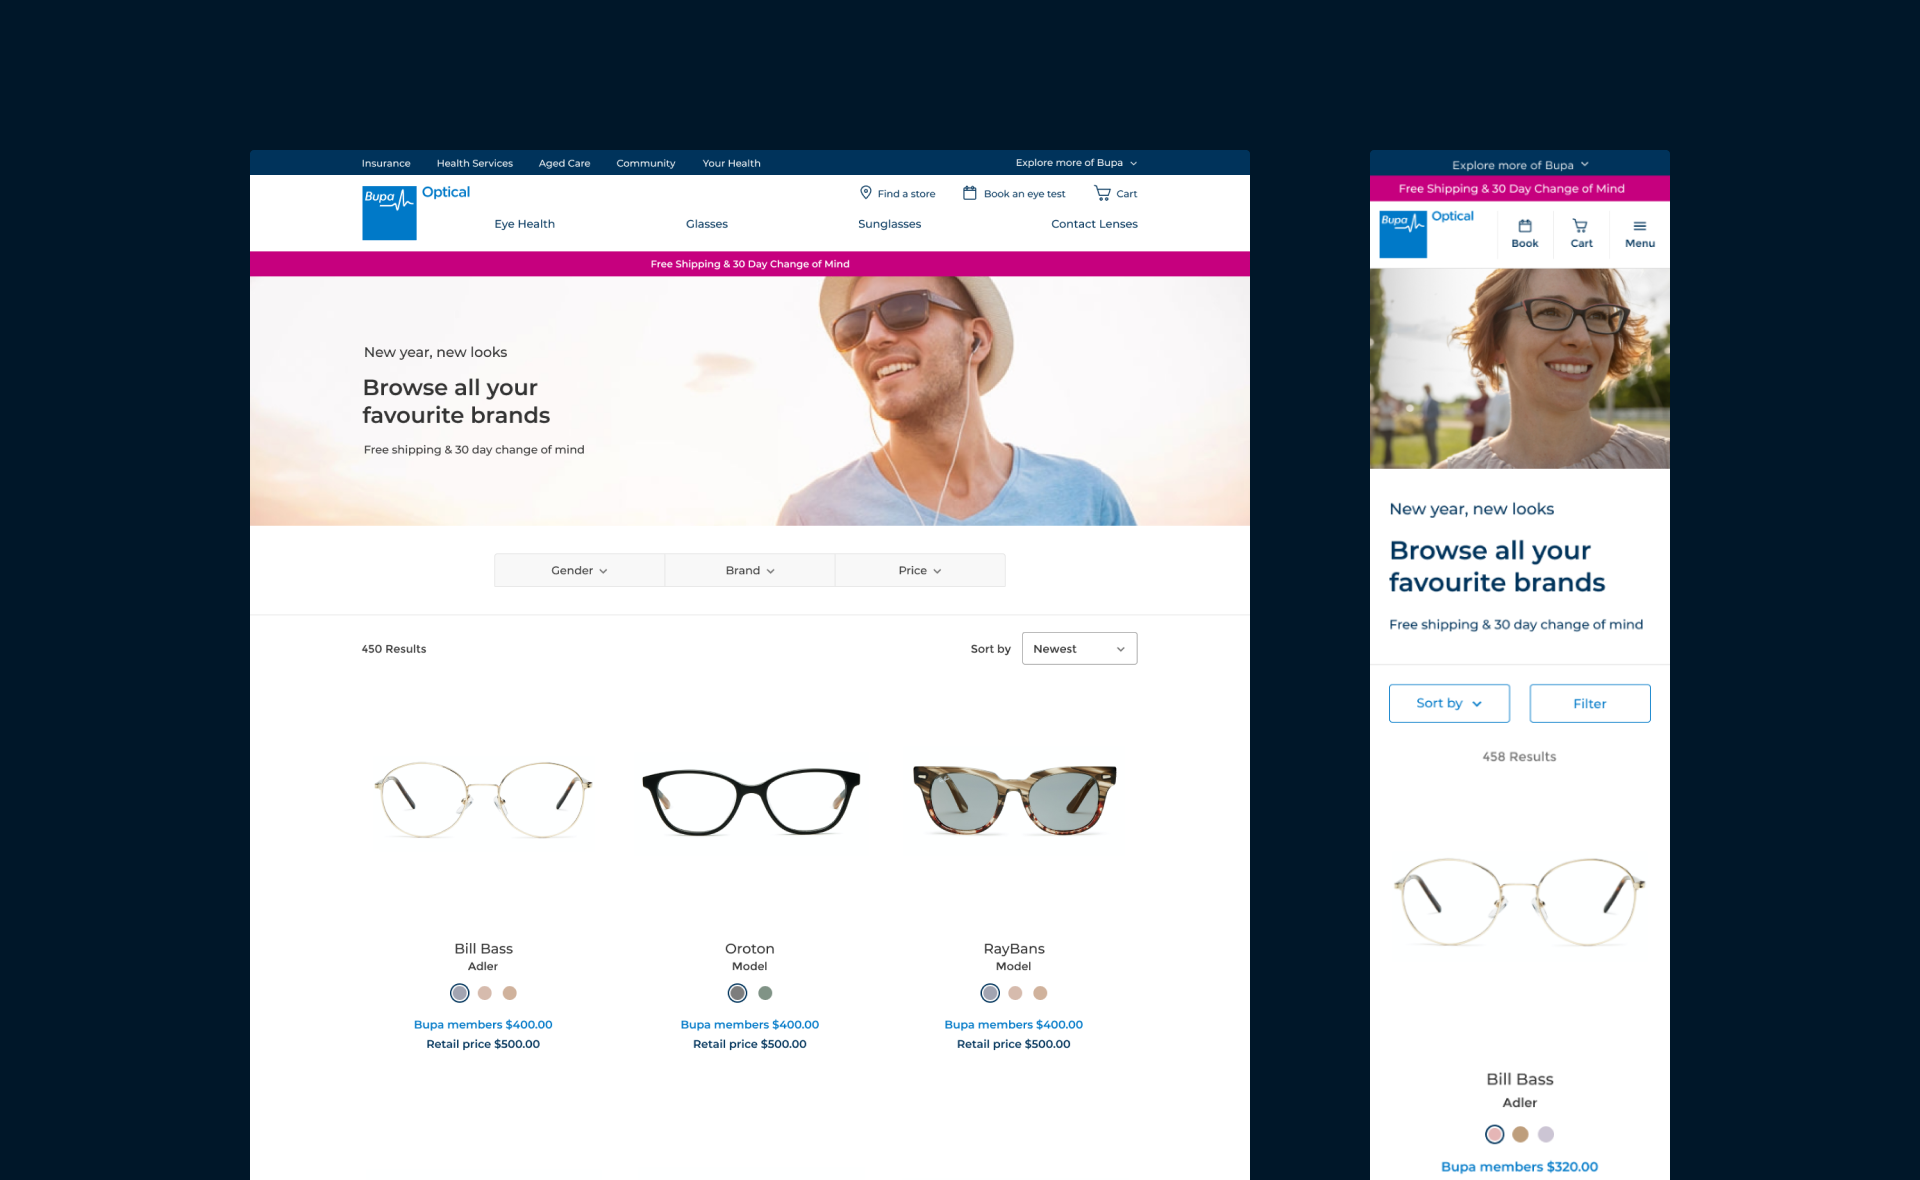 Insurance Health Services Aged Care Community Your Health Explore more of Bupa
Bupa Optical
Find a store Book an eye test Cart
Eye Health Glasses Sunglasses Contact Lenses
Free Shipping & 30 Day Change of Mind
New year, new looks
Browse all your
favourite brands
Free shipping & 30 day change of mind
Gender Brand Price
450 Results Sort by Newest
Bill Bass
Adler
Bupa members $400.00
Retail price $500.00
Oroton
Model
Bupa members $400.00
Retail price $500.00
RayBans
Model
Bupa members $400.00
Retail price $500.00
Explore more of Bupa
Free Shipping & 30 Day Change of Mind
Bupa Optical
Book Cart Menu
New year, new looks
Browse all your
favourite brands
Free shipping & 30 day change of mind
Sort by Filter
458 Results
Bill Bass
Adler
Bupa members $320.00